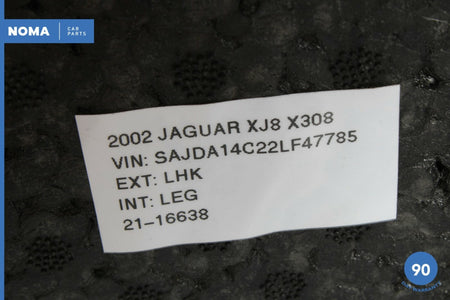 NOMA CAR
PARTS
2002 JAGUAR XJ8 X308
VIN: SAJDA14C22LF47785
EXT: LHK
INT: LEG
21-16638
90